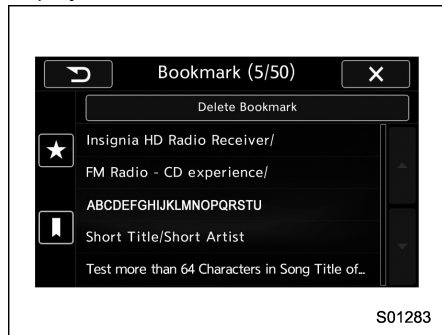 Bookmark (5/50)
Delete Bookmark
Insignia HD Radio Receiver/
FM Radio - CD experience/
ABCDEFGHIJKLMNOPQRSTU
Short Title/Short Artist
Test more than 64 Characters in Song Title of...
S01283